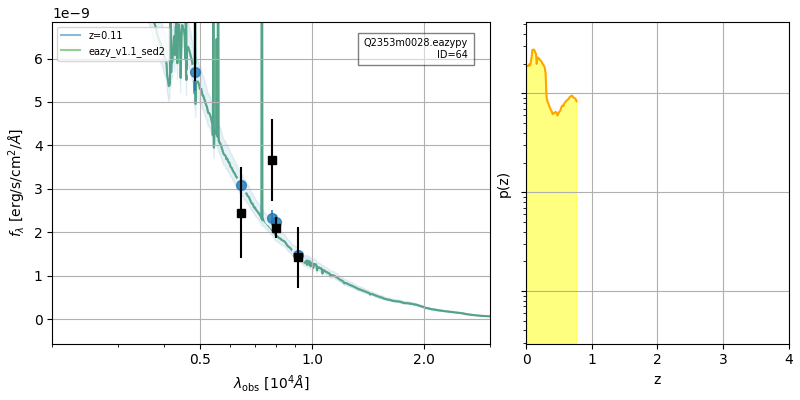 1e−9
z=0.11
eazy_v1.1_sed2
Q2353m0028.eazypy
ID=64
6
5
4
3
2
1
0
f_λ [erg/s/cm²/Å]
0.5
1.0
2.0
λ_obs [10⁴Å]
p(z)
0
1
2
3
4
z